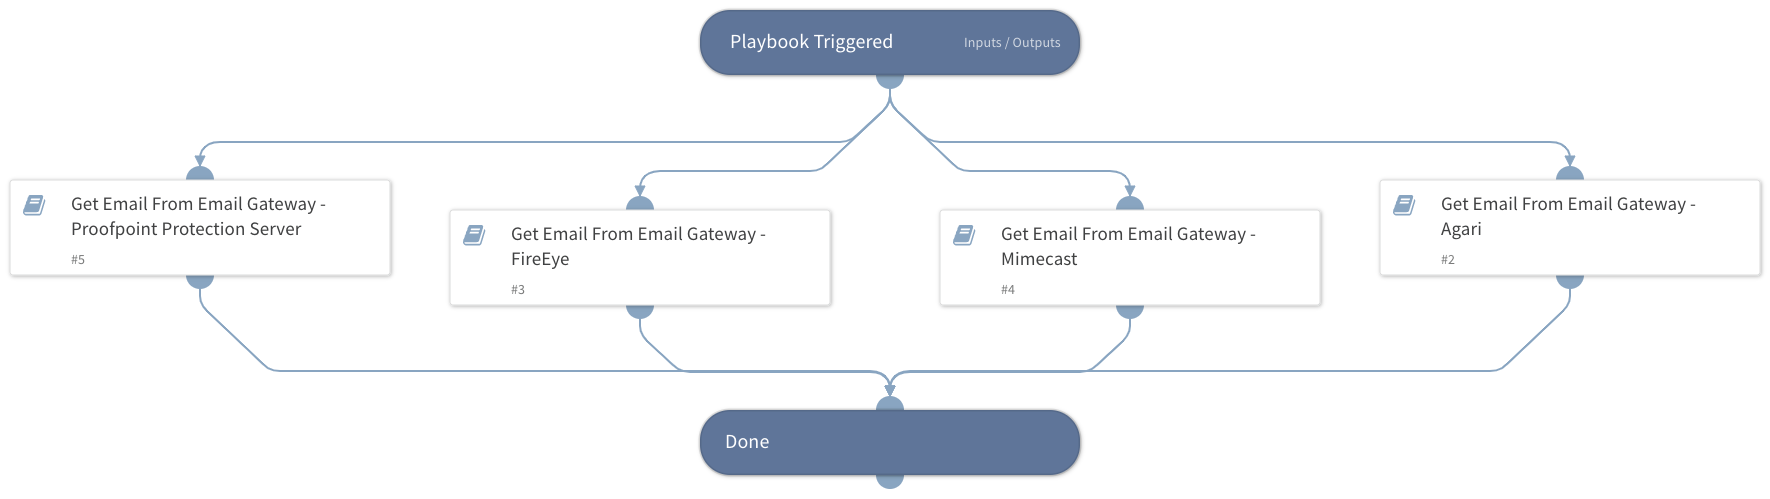 Playbook Triggered
Inputs / Outputs
Get Email From Email Gateway -
Proofpoint Protection Server
#5
Get Email From Email Gateway -
FireEye
#3
Get Email From Email Gateway -
Mimecast
#4
Get Email From Email Gateway -
Agari
#2
Done